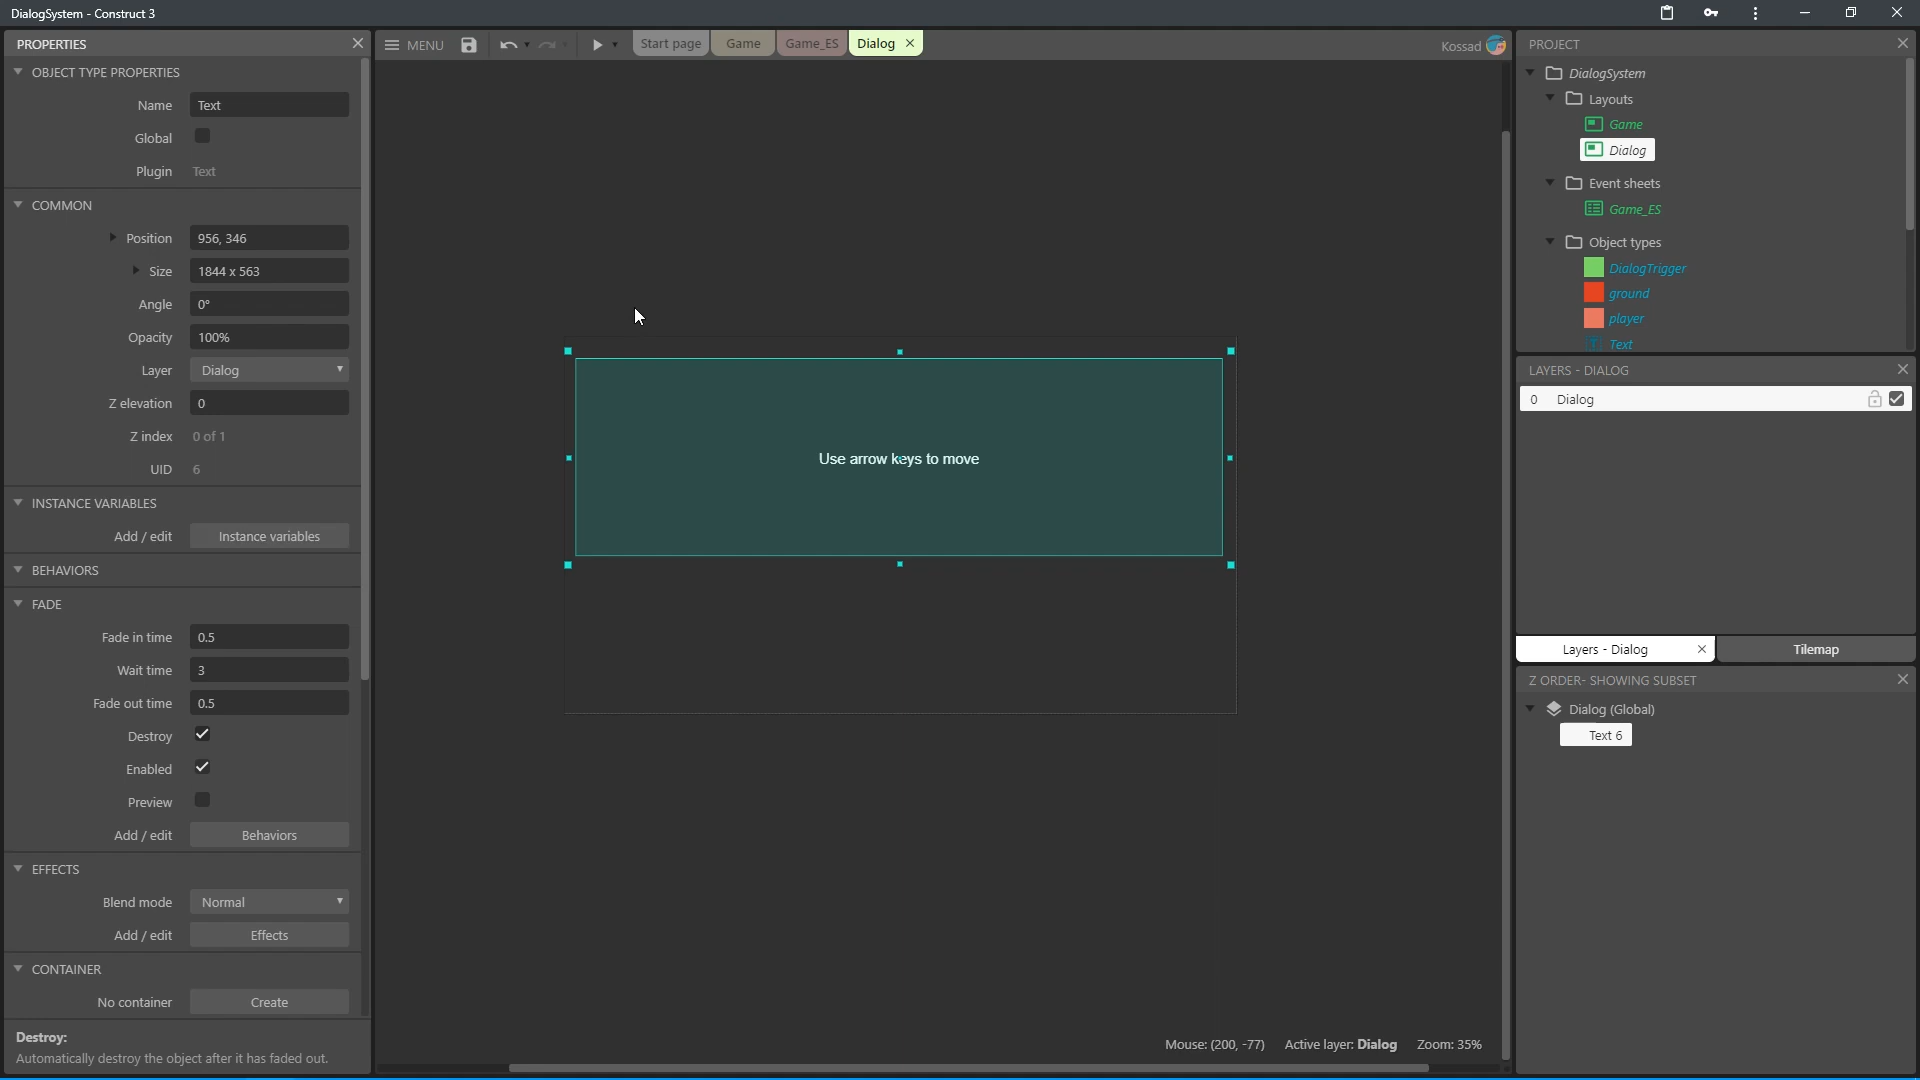 DialogSystem - Construct 3
PROPERTIES
OBJECT TYPE PROPERTIES
Name Text
Global
Plugin Text
COMMON
Position 956, 346
Size 1844 x 563
Angle 0°
Opacity 100%
Layer Dialog
Z elevation 0
Z index 0 of 1
UID 6
INSTANCE VARIABLES
Add / edit Instance variables
BEHAVIORS
FADE
Fade in time 0.5
Wait time 3
Fade out time 0.5
Destroy
Enabled
Preview
Add / edit Behaviors
EFFECTS
Blend mode Normal
Add / edit Effects
CONTAINER
No container Create
Destroy:
Automatically destroy the object after it has faded out.
MENU
Start page Game Game_ES Dialog
Kossad
Use arrow keys to move
Mouse: (200, -77) Active layer: Dialog Zoom: 35%
PROJECT
DialogSystem
Layouts
Game
Dialog
Event sheets
Game_ES
Object types
DialogTrigger
ground
player
Text
LAYERS - DIALOG
0 Dialog
Layers - Dialog Tilemap
Z ORDER- SHOWING SUBSET
Dialog (Global)
Text 6